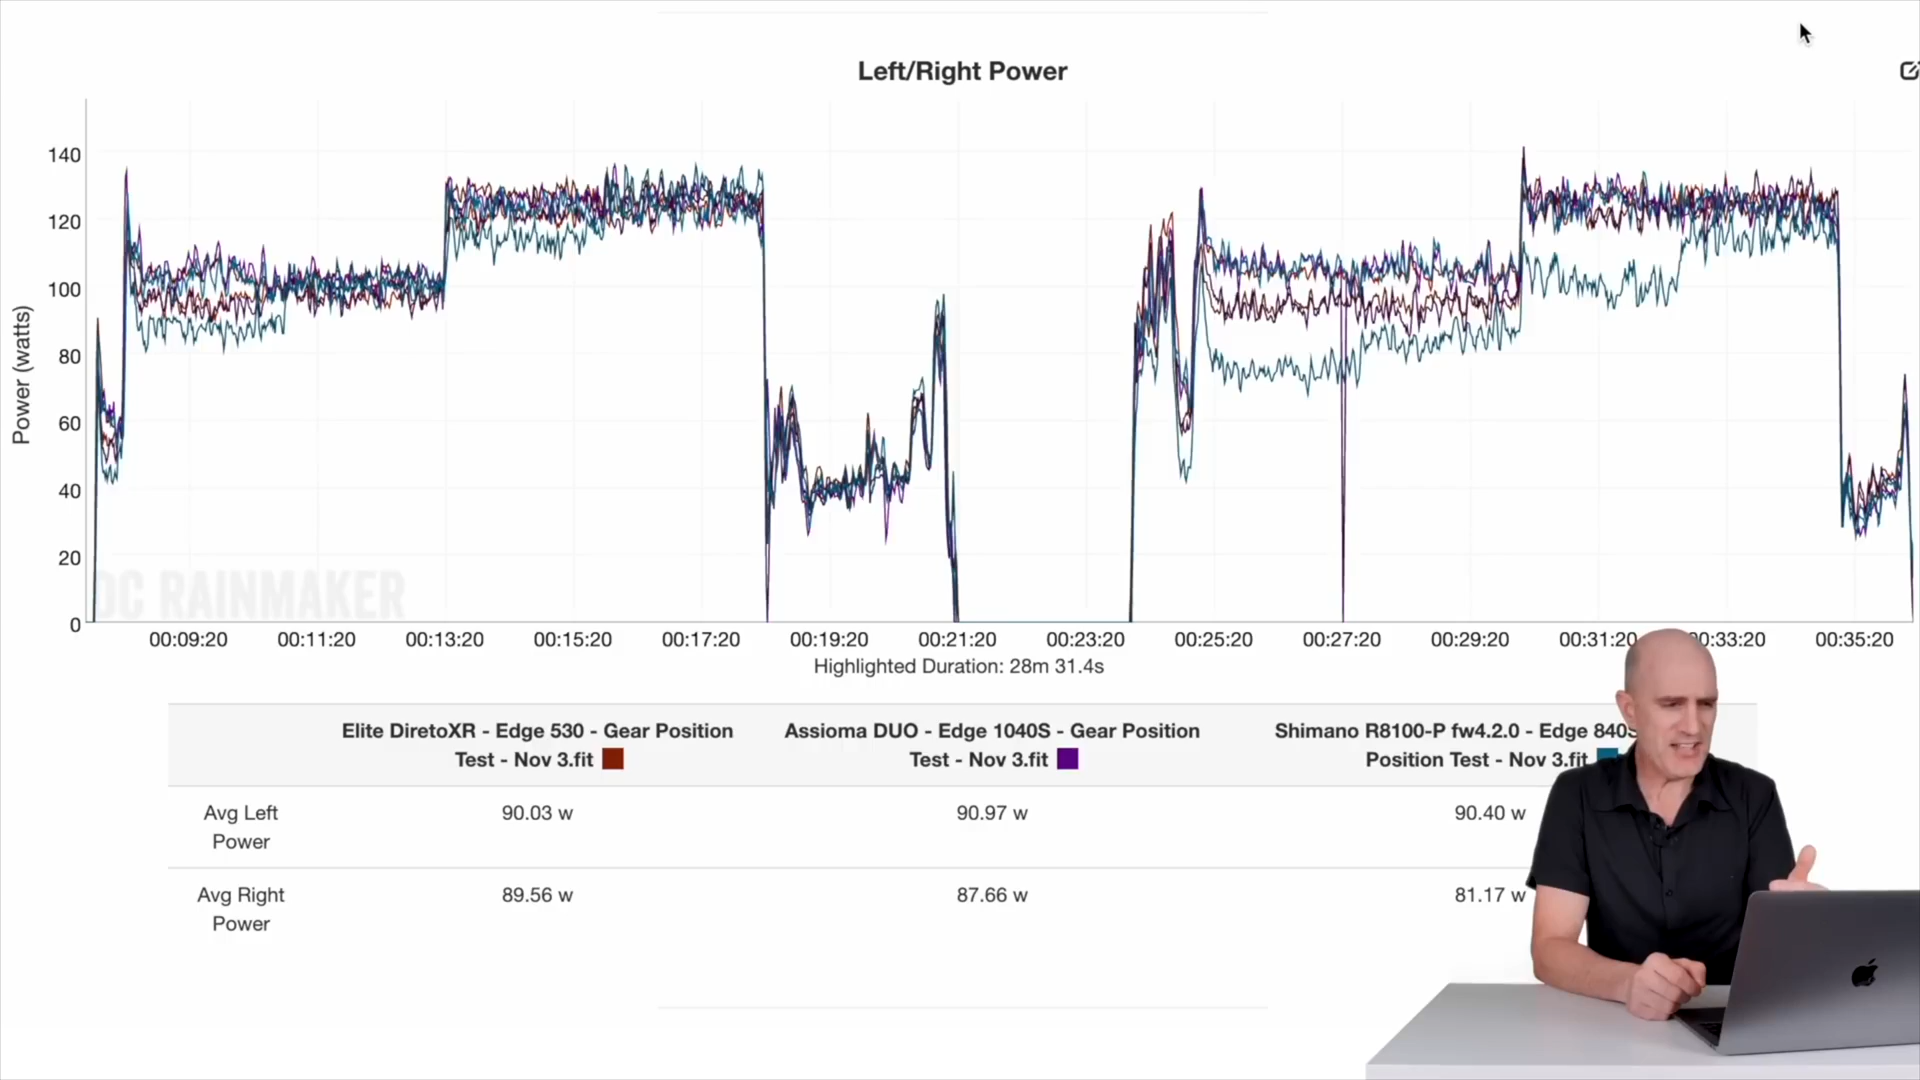 Left/Right Power
Power (watts)
140
120
100
80
60
40
20
0
DC RAINMAKER
00:09:20 00:11:20 00:13:20 00:15:20 00:17:20 00:19:20 00:21:20 00:23:20 00:25:20 00:27:20 00:29:20 00:31:20 00:33:20 00:35:20
Highlighted Duration: 28m 31.4s
Elite DiretoXR - Edge 530 - Gear Position
Test - Nov 3.fit
Assioma DUO - Edge 1040S - Gear Position
Test - Nov 3.fit
Shimano R8100-P fw4.2.0 - Edge 840S
Position Test - Nov 3.fit
Avg Left
Power
90.03 w 90.97 w 90.40 w
Avg Right
Power
89.56 w 87.66 w 81.17 w